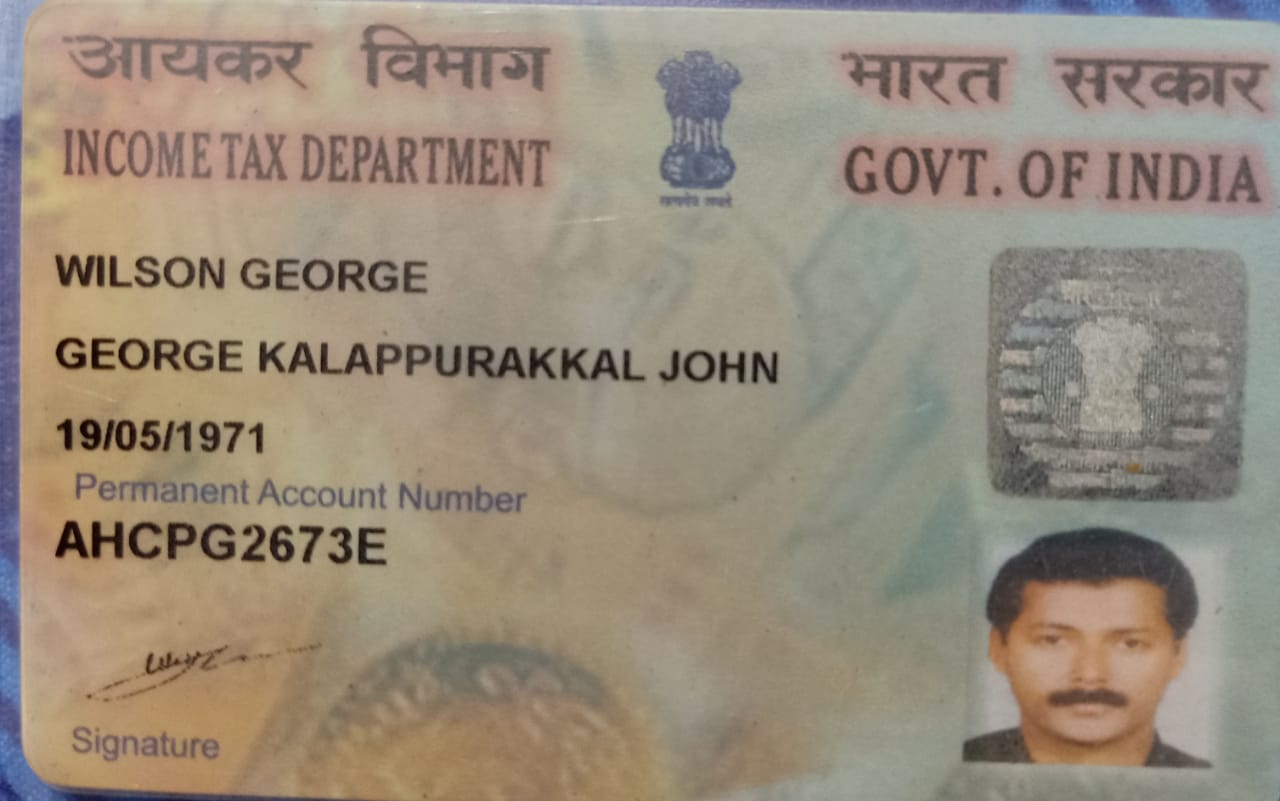 आयकर विभाग
INCOME TAX DEPARTMENT
भारत सरकार
GOVT. OF INDIA
सत्यमेव जयते
WILSON GEORGE
GEORGE KALAPPURAKKAL JOHN
19/05/1971
Permanent Account Number
AHCPG2673E
Signature